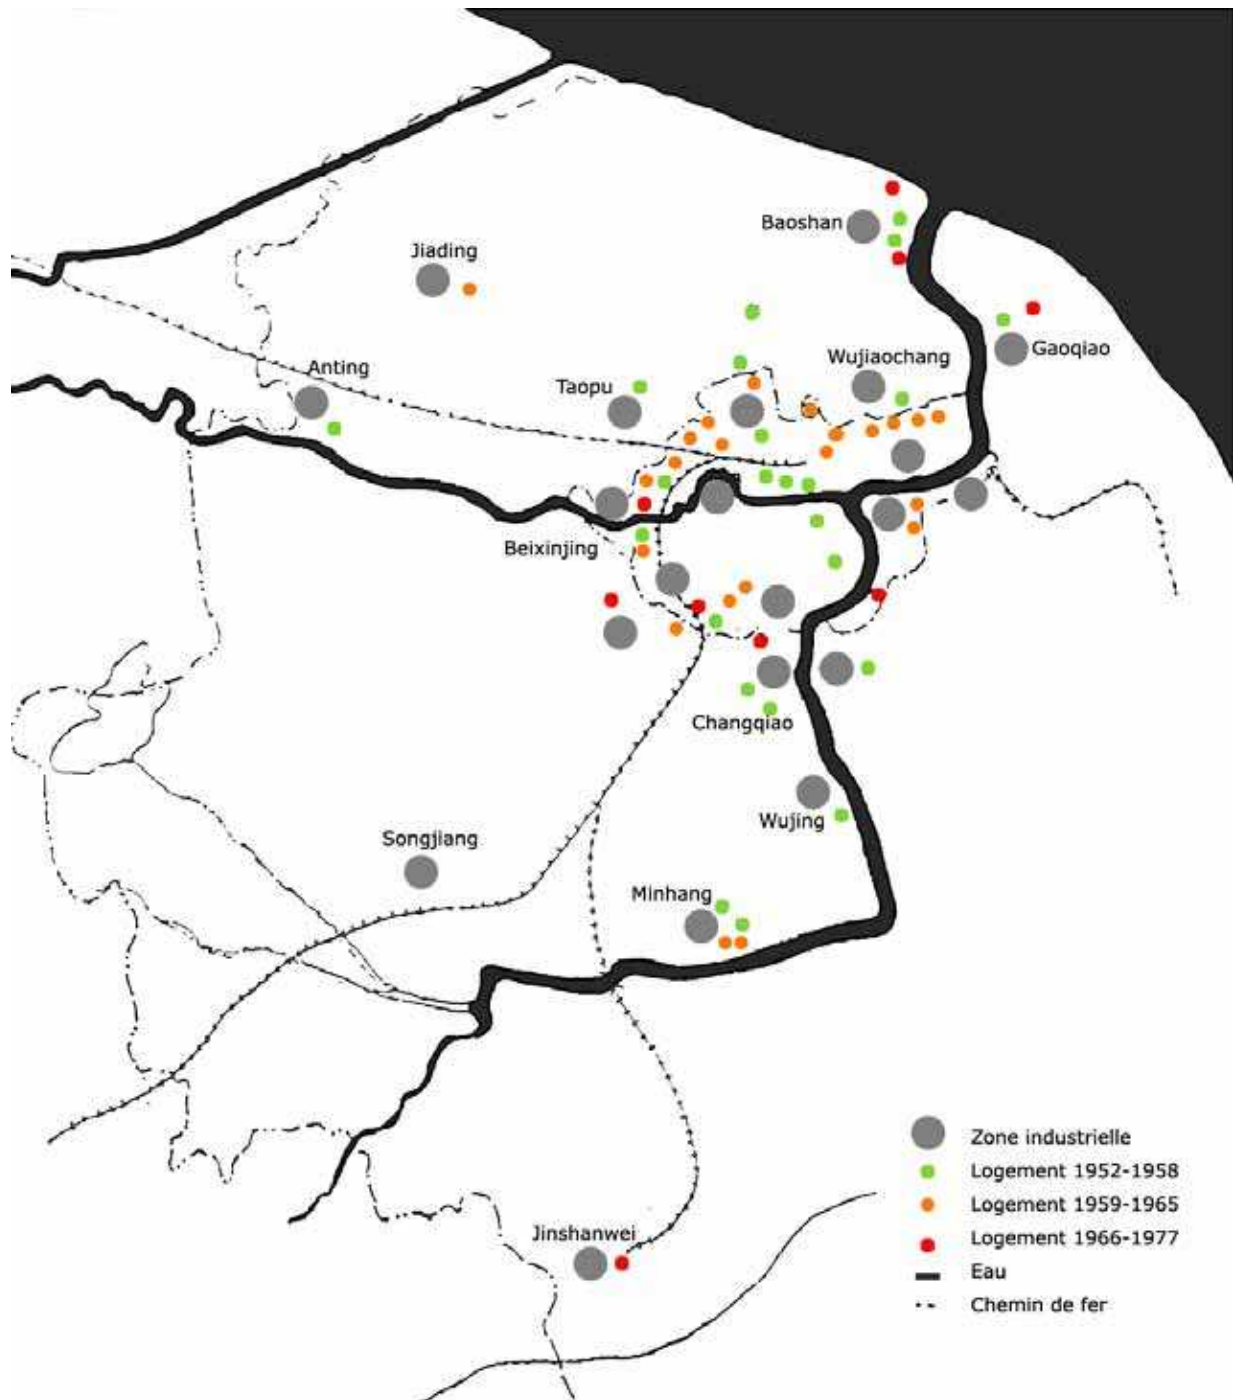 Baoshan
Jiading
Gaoqiao
Wujiaochang
Anting
Taopu
Beixinjing
Changqiao
Wujing
Songjiang
Minhang
Jinshanwei
Zone industrielle
Logement 1952-1958
Logement 1959-1965
Logement 1966-1977
Eau
Chemin de fer